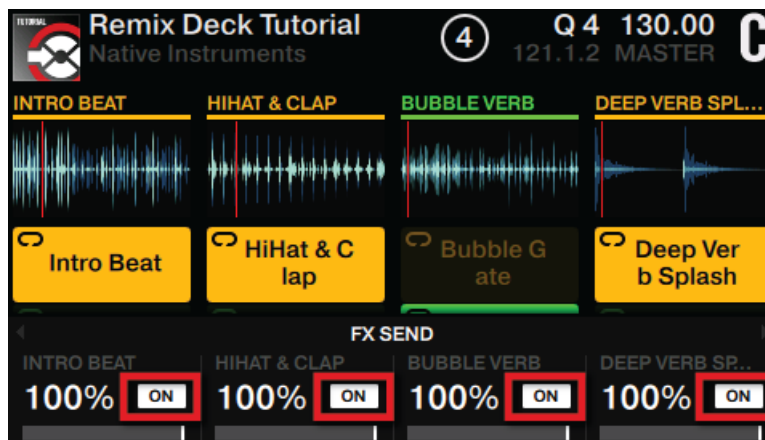 TUTORIAL
Remix Deck Tutorial
Native Instruments
4
Q 4 130.00
121.1.2 MASTER
C
INTRO BEAT
HIHAT & CLAP
BUBBLE VERB
DEEP VERB SPL...
Intro Beat
HiHat & C
lap
Bubble G
ate
Deep Ver
b Splash
FX SEND
INTRO BEAT
HIHAT & CLAP
BUBBLE VERB
DEEP VERB SP...
100% ON
100% ON
100% ON
100% ON